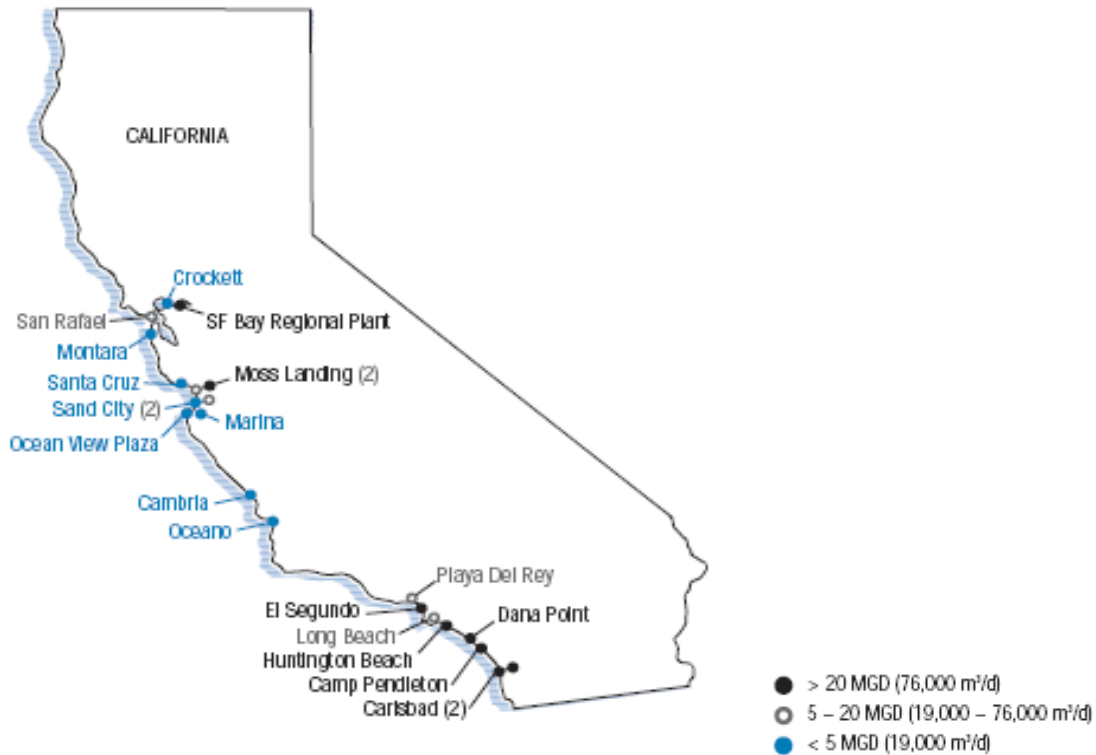 CALIFORNIA
Crockett
San Rafael
SF Bay Regional Plant
Montara
Santa Cruz
Moss Landing (2)
Sand City (2)
Marina
Ocean View Plaza
Cambria
Oceano
Playa Del Rey
El Segundo
Dana Point
Long Beach
Huntington Beach
Camp Pendleton
Carlsbad (2)
> 20 MGD (76,000 m³/d)
5 – 20 MGD (19,000 – 76,000 m³/d)
< 5 MGD (19,000 m³/d)